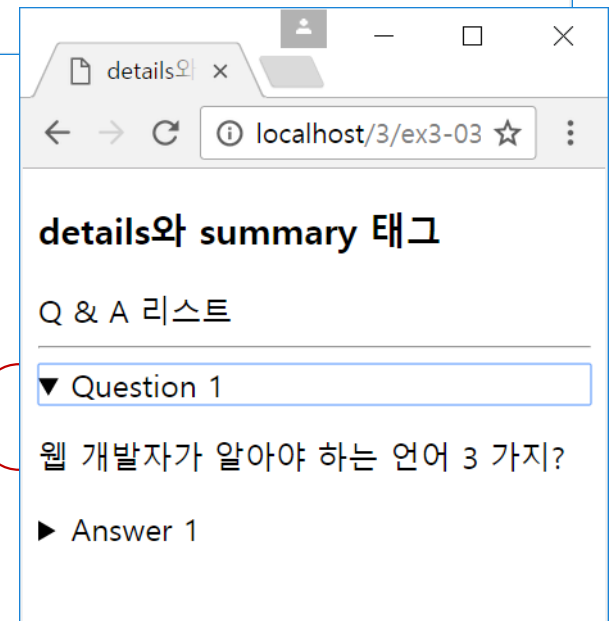 details와
localhost/3/ex3-03
details와 summary 태그
Q & A 리스트
▼ Question 1
웹 개발자가 알아야 하는 언어 3 가지?
▶ Answer 1